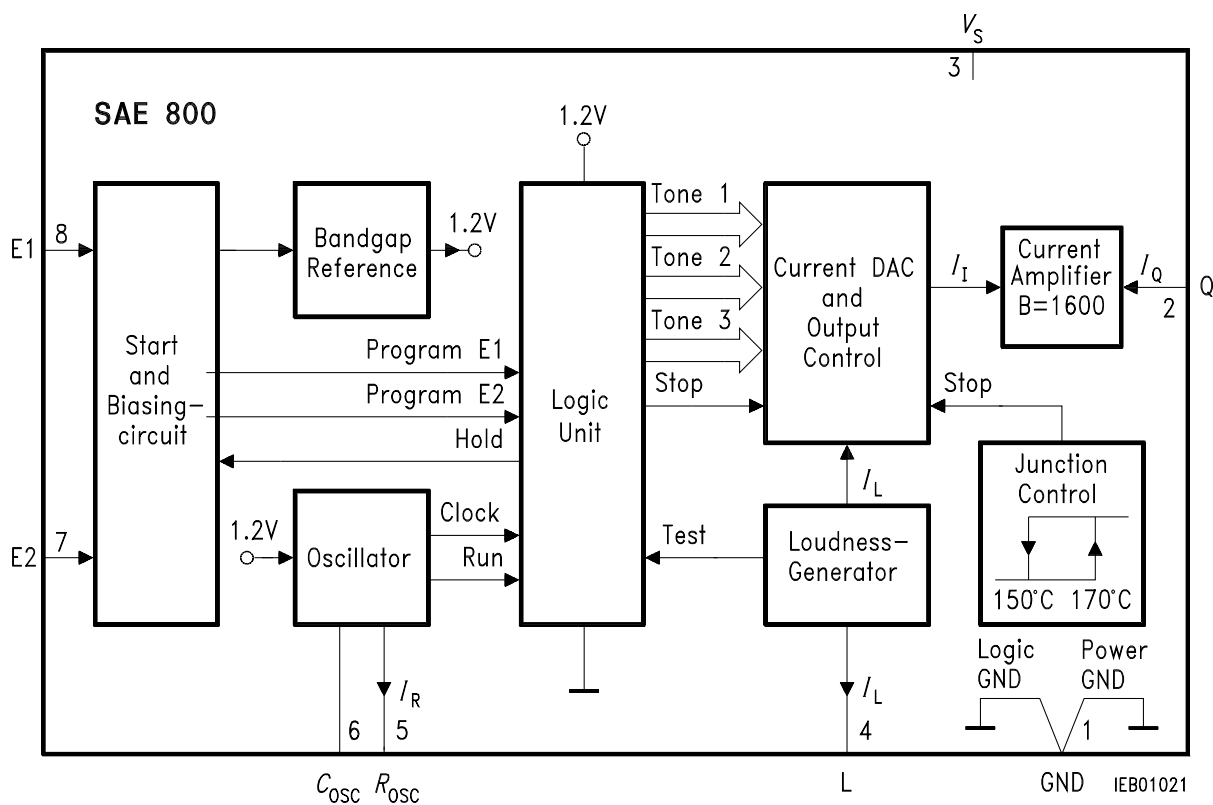 V_S
3
SAE 800
1.2V
E1
8
Bandgap
Reference
1.2V
Tone 1
Tone 2
Tone 3
Stop
Current DAC
and
Output
Control
I_I
Current
Amplifier
B=1600
I_Q
2
Q
Start
and
Biasing-
circuit
Program E1
Program E2
Hold
Logic
Unit
Stop
Junction
Control
150°C 170°C
I_L
E2
7
1.2V
Oscillator
Clock
Run
Test
Loudness-
Generator
Logic
GND
Power
GND
I_R
I_L
6
5
4
1
C_OSC R_OSC
L
GND
IEB01021